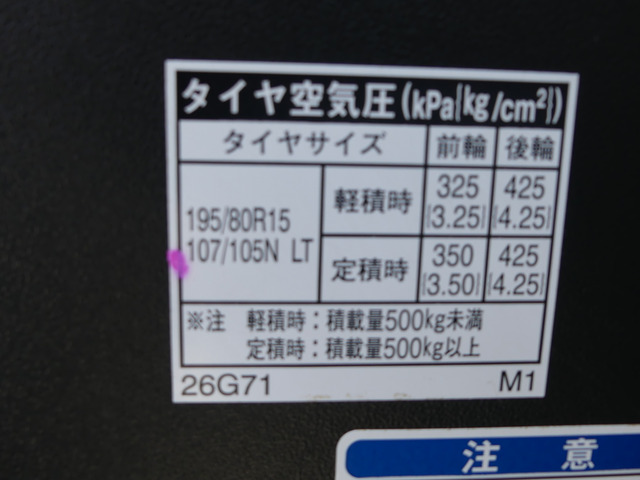 タイヤ空気圧(kPa{kg/cm²})
タイヤサイズ 前輪 後輪
195/80R15
107/105N LT
軽積時 325 {3.25} 425 {4.25}
定積時 350 {3.50} 425 {4.25}
※注 軽積時：積載量500kg未満
定積時：積載量500kg以上
26G71 M1
注 意